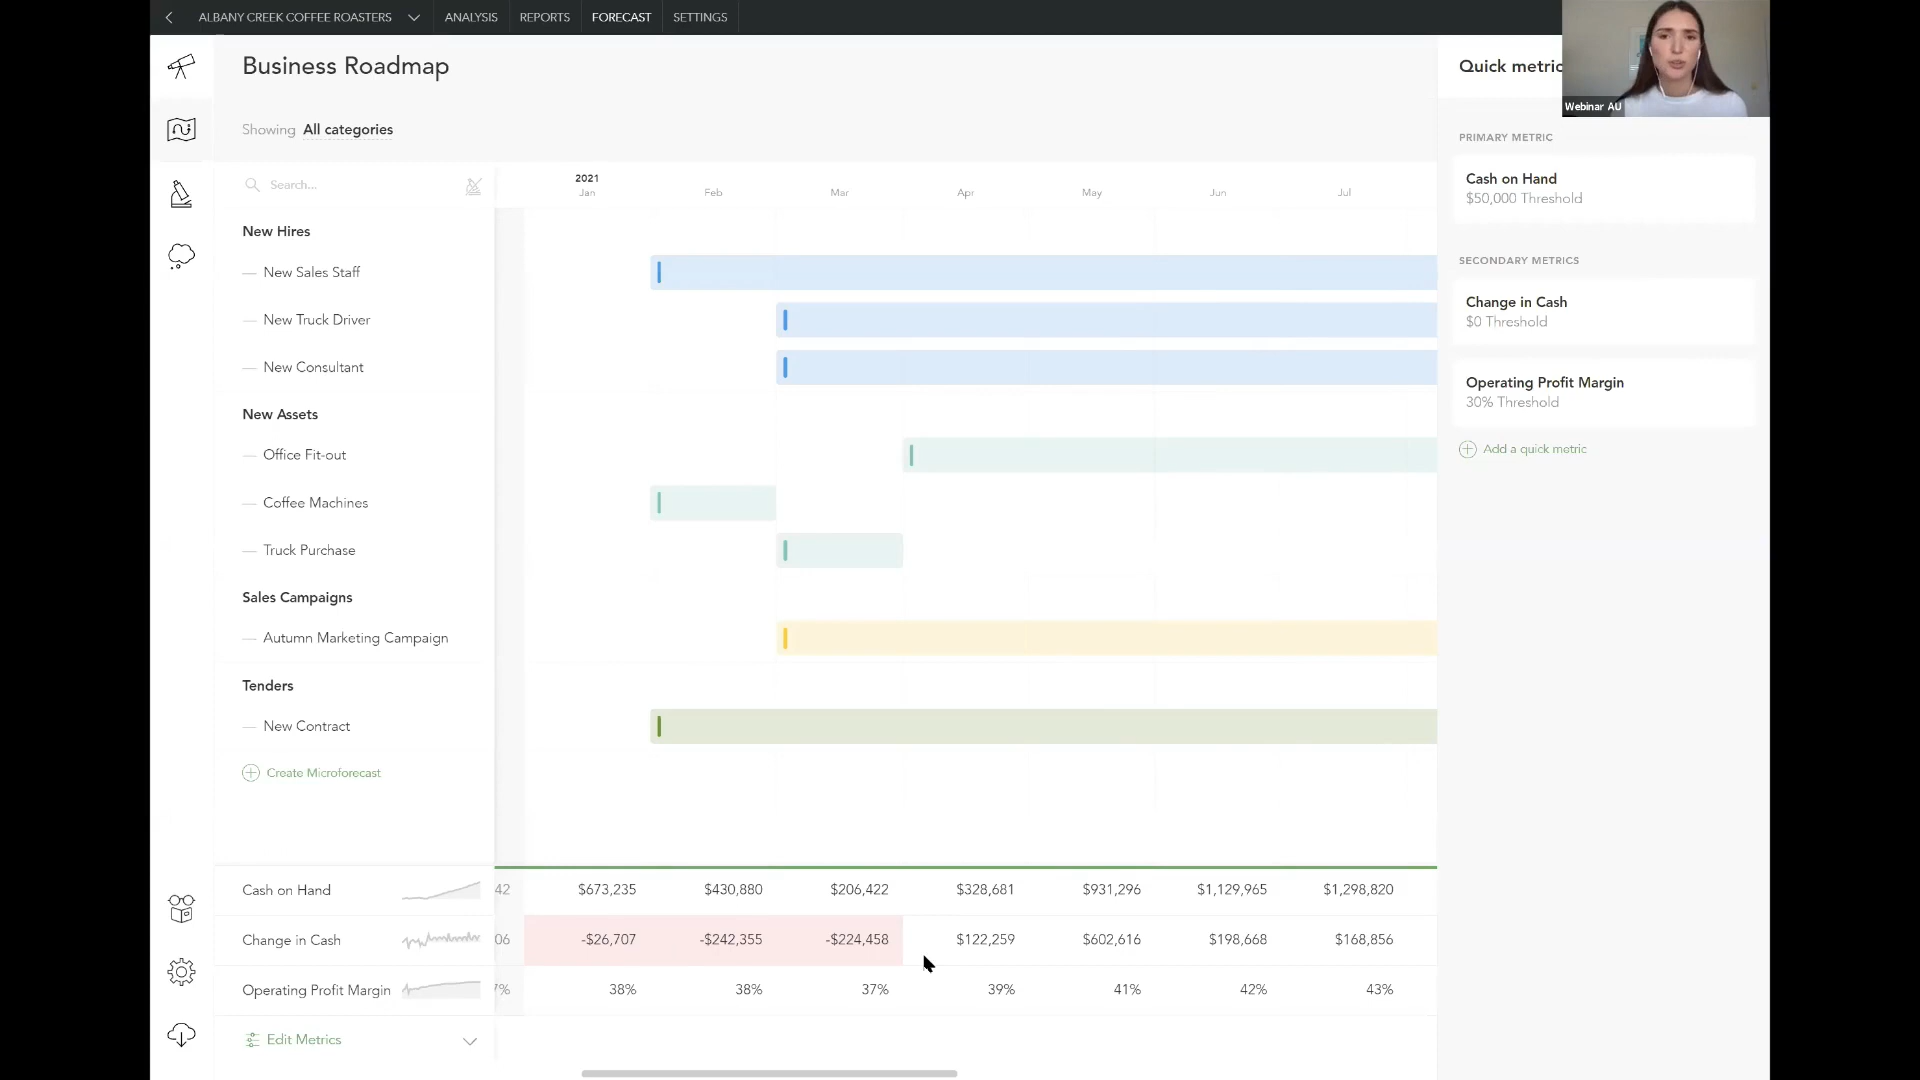 ALBANY CREEK COFFEE ROASTERS ANALYSIS REPORTS FORECAST SETTINGS
Business Roadmap
Quick metric
Webinar AU
Showing All categories
PRIMARY METRIC
Cash on Hand
$50,000 Threshold
SECONDARY METRICS
Change in Cash
$0 Threshold
Operating Profit Margin
30% Threshold
Add a quick metric
Search...
2021
Jan Feb Mar Apr May Jun Jul
New Hires
New Sales Staff
New Truck Driver
New Consultant
New Assets
Office Fit-out
Coffee Machines
Truck Purchase
Sales Campaigns
Autumn Marketing Campaign
Tenders
New Contract
Create Microforecast
Cash on Hand 42 $673,235 $430,880 $206,422 $328,681 $931,296 $1,129,965 $1,298,820
Change in Cash 06 -$26,707 -$242,355 -$224,458 $122,259 $602,616 $198,668 $168,856
Operating Profit Margin 7% 38% 38% 37% 39% 41% 42% 43%
Edit Metrics